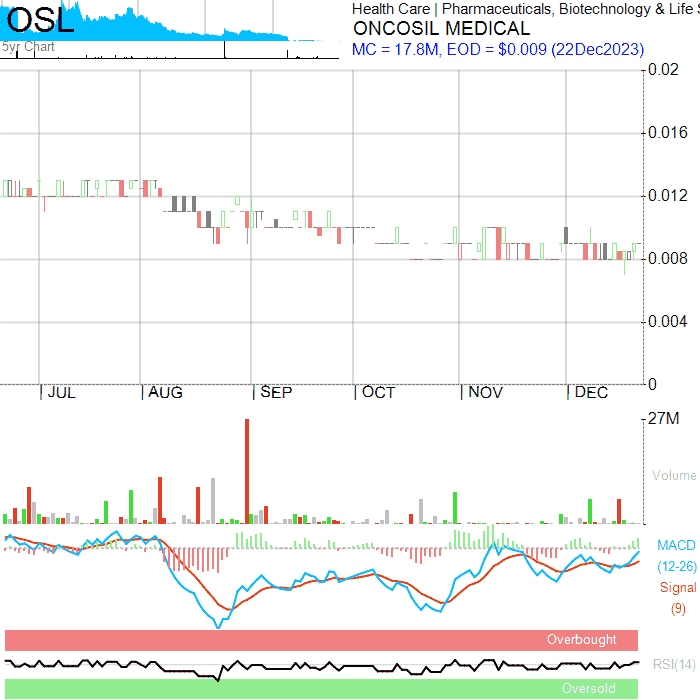 OSL
5yr Chart
Health Care | Pharmaceuticals, Biotechnology & Life S
ONCOSIL MEDICAL
MC = 17.8M, EOD = $0.009 (22Dec2023)
0.02
0.016
0.012
0.008
0.004
0
| JUL | AUG | SEP | OCT | NOV | DEC
27M
Volume
MACD
(12-26)
Signal
(9)
Overbought
RSI(14)
Oversold